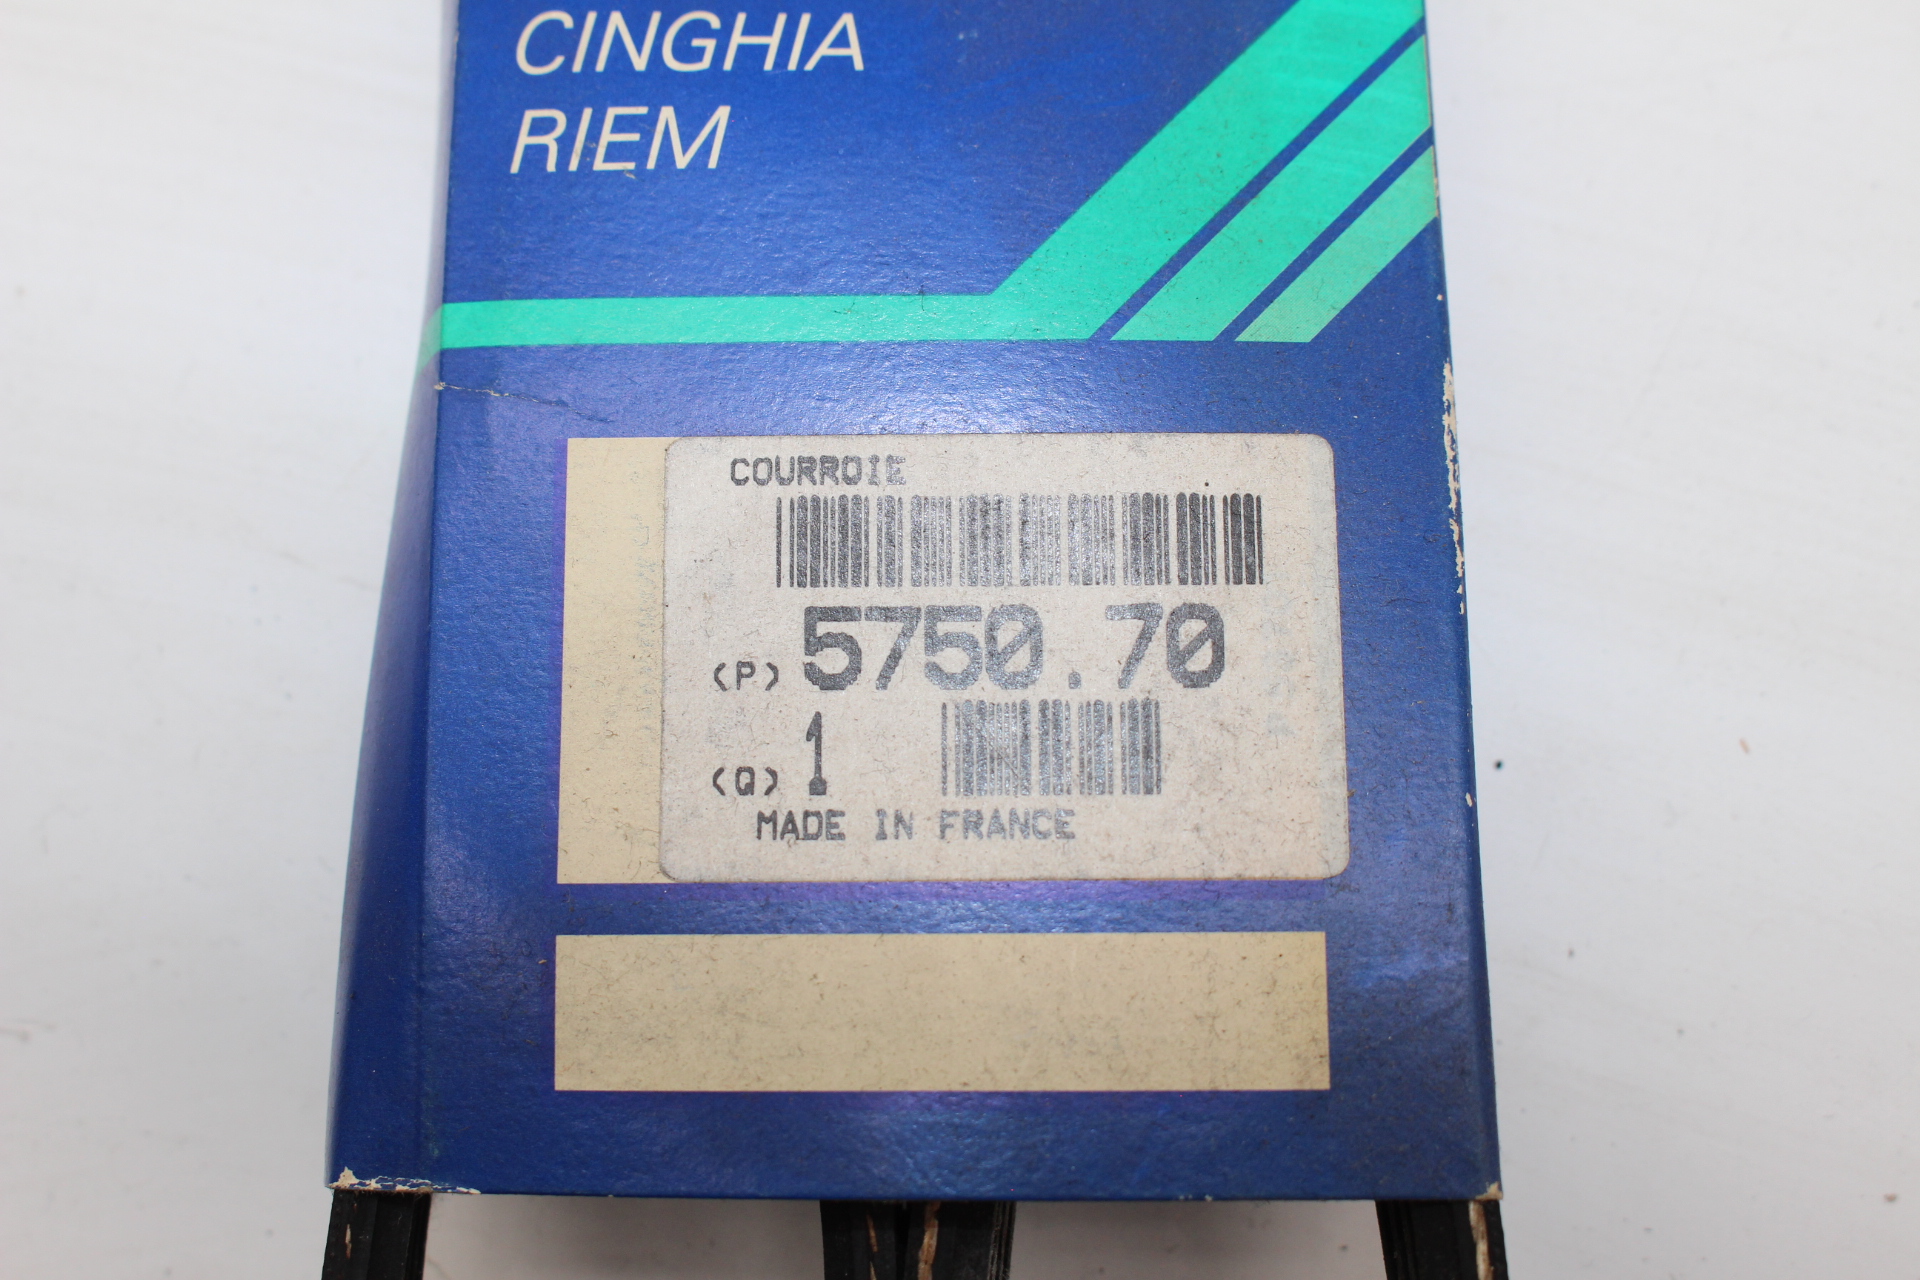 CINGHIA
RIEM
COURROIE
(P) 5750.70
(Q) 1
MADE IN FRANCE